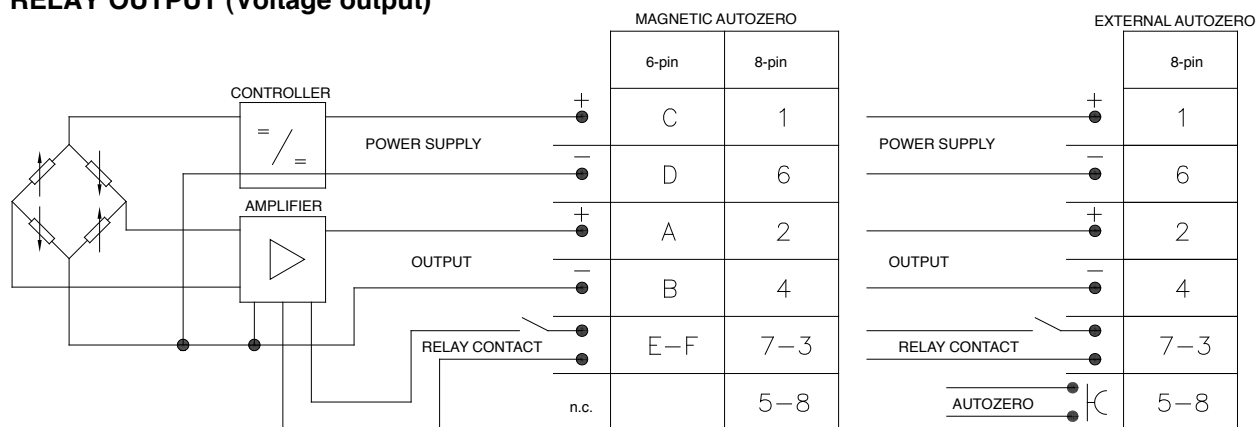 RELAY OUTPUT (Voltage output)
MAGNETIC AUTOZERO
EXTERNAL AUTOZERO
6-pin 8-pin
8-pin
CONTROLLER
= / =
+ C 1
+ 1
POWER SUPPLY
POWER SUPPLY
− D 6
− 6
AMPLIFIER
+ A 2
+ 2
OUTPUT
OUTPUT
− B 4
− 4
RELAY CONTACT E–F 7–3
RELAY CONTACT 7–3
n.c. 5–8
AUTOZERO 5–8